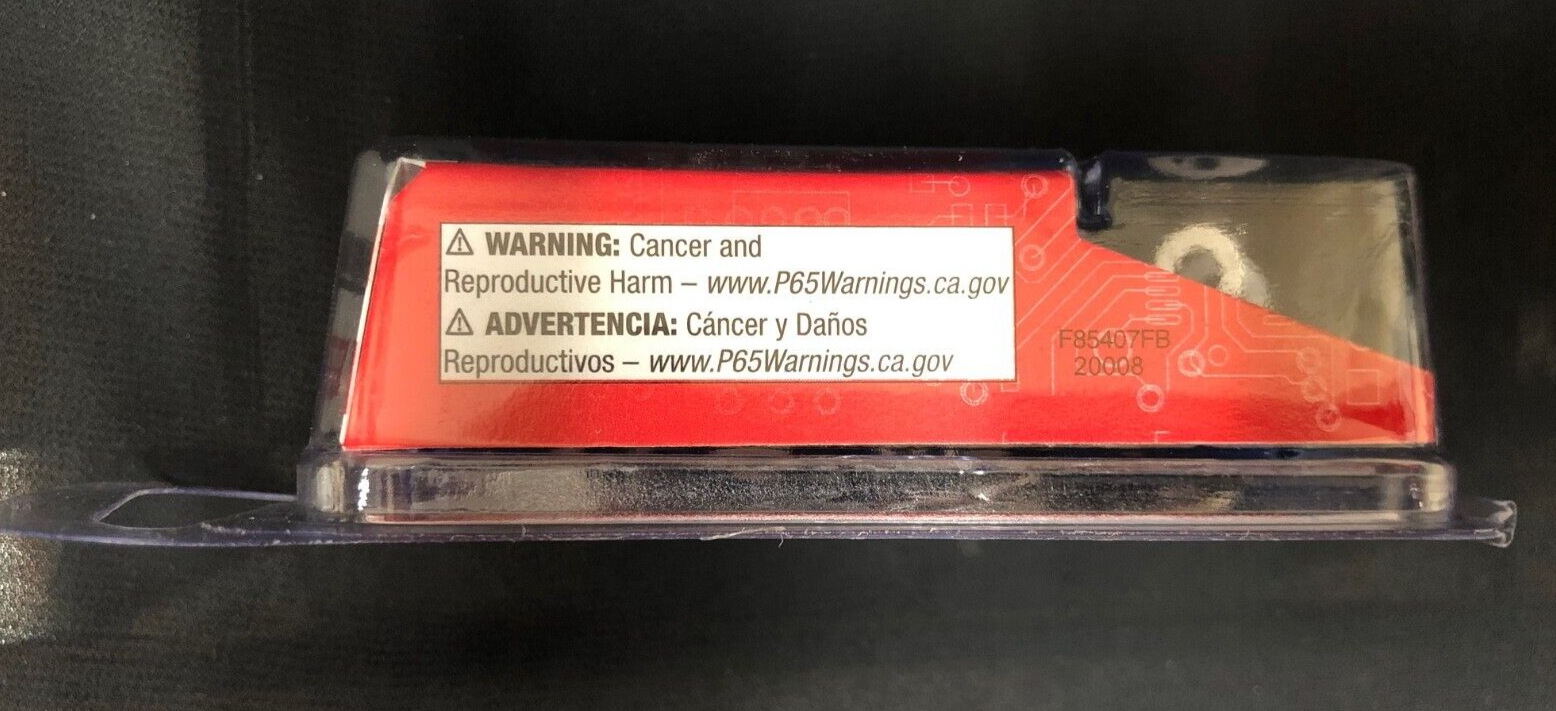 ⚠ WARNING: Cancer and
Reproductive Harm – www.P65Warnings.ca.gov
⚠ ADVERTENCIA: Cáncer y Daños
Reproductivos – www.P65Warnings.ca.gov
F85407FB
20008